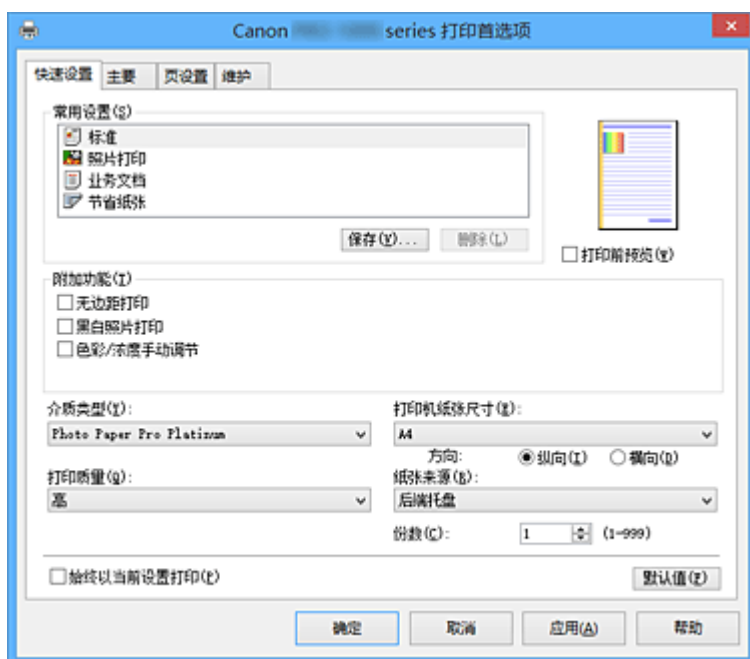 Canon series 打印首选项
快速设置 主要 页设置 维护
常用设置(S)
标准
照片打印
业务文档
节省纸张
保存(V)... 删除(L)
打印前预览(W)
附加功能(T)
无边距打印
黑白照片打印
色彩/浓度手动调节
介质类型(Y): 打印机纸张尺寸(Z):
Photo Paper Pro Platinum A4
方向: 纵向(I) 横向(D)
打印质量(Q): 纸张来源(B):
高 后端托盘
份数(C): 1 (1-999)
始终以当前设置打印(P) 默认值(F)
确定 取消 应用(A) 帮助